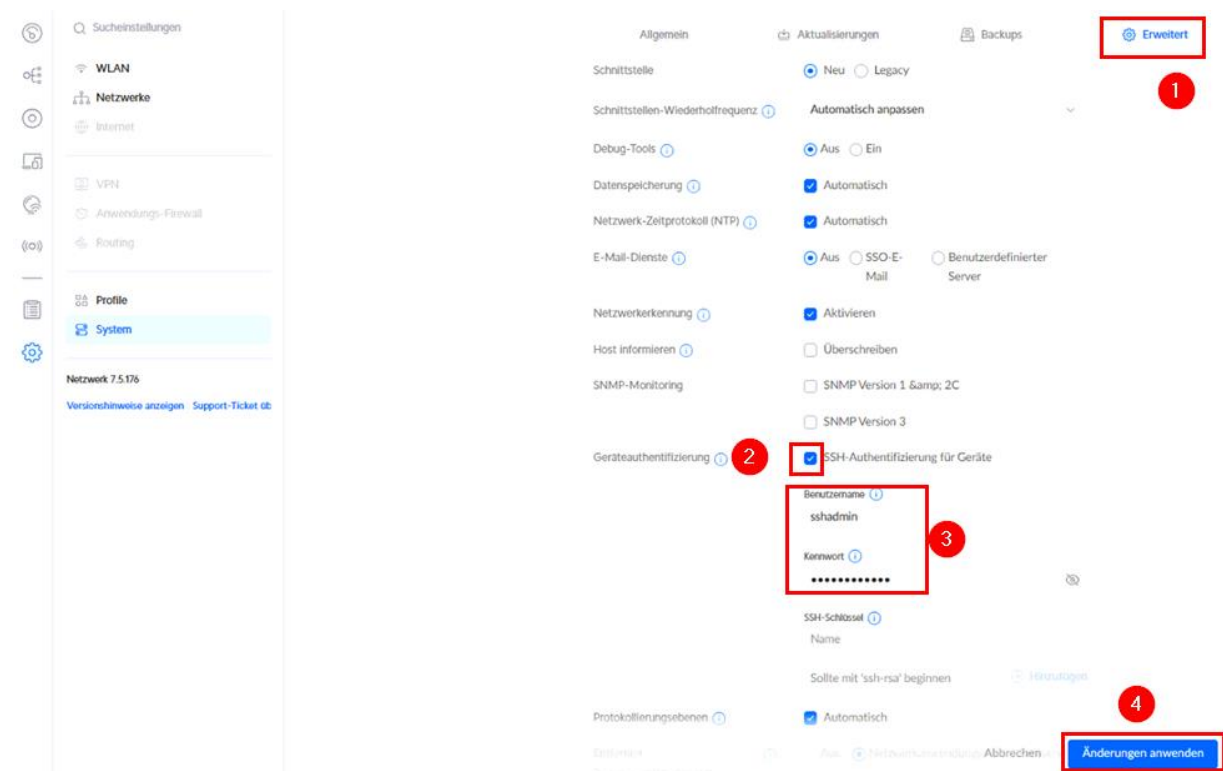 Sucheinstellungen
WLAN
Netzwerke
Internet
VPN
Anwendungs-Firewall
Routing
Profile
System
Netzwerk 7.5.176
Versionshinweise anzeigen Support-Ticket üb
Allgemein Aktualisierungen Backups Erweitert
1
Schnittstelle Neu Legacy
Schnittstellen-Wiederholfrequenz Automatisch anpassen
Debug-Tools Aus Ein
Datenspeicherung Automatisch
Netzwerk-Zeitprotokoll (NTP) Automatisch
E-Mail-Dienste Aus SSO-E-Mail Benutzerdefinierter Server
Netzwerkerkennung Aktivieren
Host informieren Überschreiben
SNMP-Monitoring SNMP Version 1 &amp; 2C
SNMP Version 3
Geräteauthentifizierung 2 SSH-Authentifizierung für Geräte
Benutzername
sshadmin
3
Kennwort
••••••••••••
SSH-Schlüssel
Name
Sollte mit 'ssh-rsa' beginnen Hinzufügen
4
Protokollierungsebenen Automatisch
Aus Abbrechen Änderungen anwenden